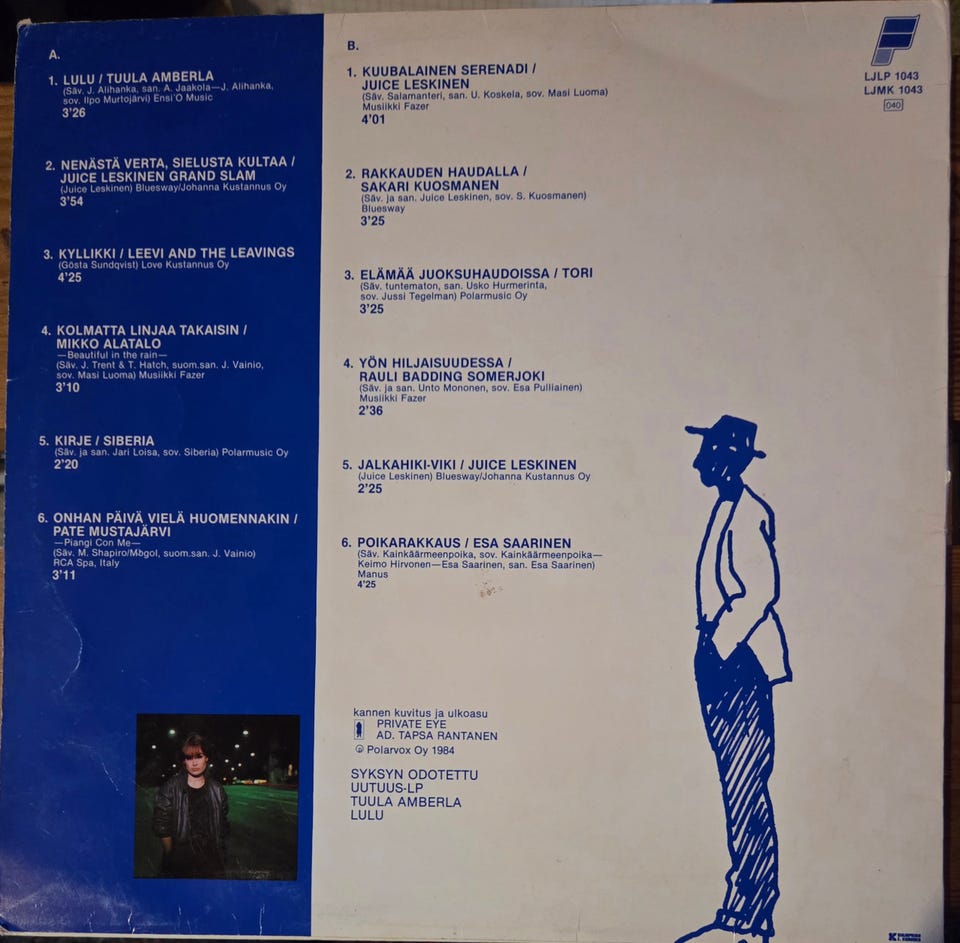 A.
1. LULU / TUULA AMBERLA
(Säv. J. Alihanka, san. A. Jaakola—J. Alihanka,
sov. Ilpo Murtojärvi) Ensi'O Music
3'26
2. NENÄSTÄ VERTA, SIELUSTA KULTAA /
JUICE LESKINEN GRAND SLAM
(Juice Leskinen) Bluesway/Johanna Kustannus Oy
3'54
3. KYLLIKKI / LEEVI AND THE LEAVINGS
(Gösta Sundqvist) Love Kustannus Oy
4'25
4. KOLMATTA LINJAA TAKAISIN /
MIKKO ALATALO
—Beautiful in the rain—
(Säv. J. Trent & T. Hatch, suom.san. J. Vainio,
sov. Masi Luoma) Musiikki Fazer
3'10
5. KIRJE / SIBERIA
(Säv. ja san. Jari Loisa, sov. Siberia) Polarmusic Oy
2'20
6. ONHAN PÄIVÄ VIELÄ HUOMENNAKIN /
PATE MUSTAJÄRVI
—Piangi Con Me—
(Säv. M. Shapiro/Mogol, suom.san. J. Vainio)
RCA Spa, Italy
3'11
B.
1. KUUBALAINEN SERENADI /
JUICE LESKINEN
(Säv. Salamanteri, san. U. Koskela, sov. Masi Luoma)
Musiikki Fazer
4'01
2. RAKKAUDEN HAUDALLA /
SAKARI KUOSMANEN
(Säv. ja san. Juice Leskinen, sov. S. Kuosmanen)
Bluesway
3'25
3. ELÄMÄÄ JUOKSUHAUDOISSA / TORI
(Säv. tuntematon, san. Usko Hurmerinta,
sov. Jussi Tegelman) Polarmusic Oy
3'25
4. YÖN HILJAISUUDESSA /
RAULI BADDING SOMERJOKI
(Säv. ja san. Unto Mononen, sov. Esa Pulliainen)
Musiikki Fazer
2'36
5. JALKAHIKI-VIKI / JUICE LESKINEN
(Juice Leskinen) Bluesway/Johanna Kustannus Oy
2'25
6. POIKARAKKAUS / ESA SAARINEN
(Säv. Kainkäärmeenpoika, sov. Kainkäärmeenpoika—
Keimo Hirvonen—Esa Saarinen, san. Esa Saarinen)
Manus
4'25
kannen kuvitus ja ulkoasu
PRIVATE EYE
AD. TAPSA RANTANEN
℗ Polarvox Oy 1984
SYKSYN ODOTETTU
UUTUUS-LP
TUULA AMBERLA
LULU
LJLP 1043
LJMK 1043
040